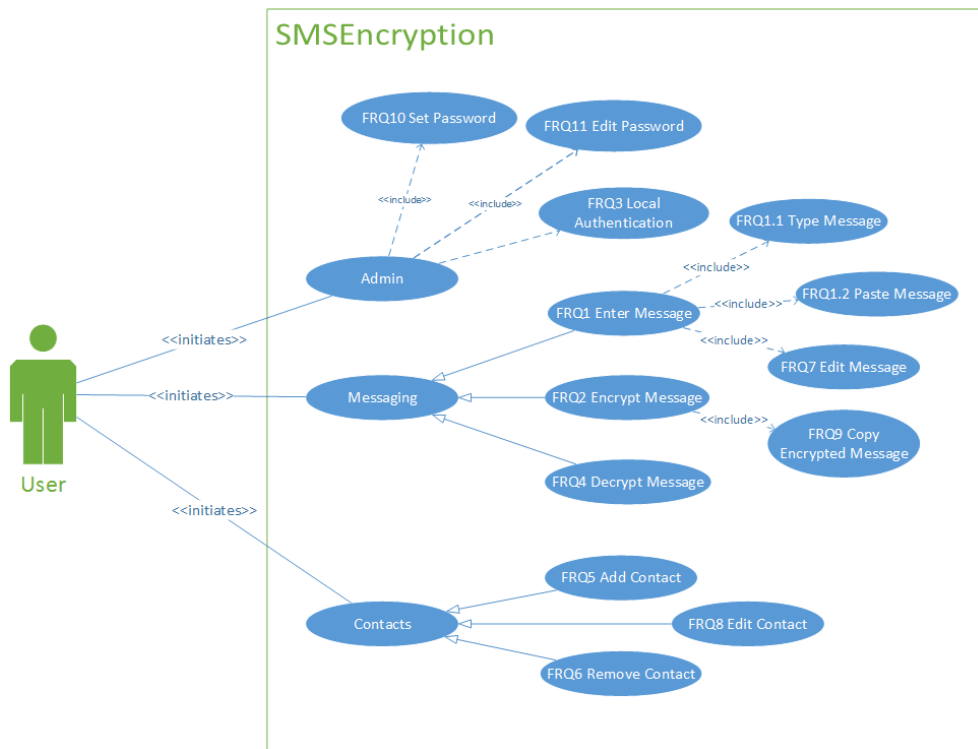 SMSEncryption
FRQ10 Set Password
FRQ11 Edit Password
<<include>>
<<include>>
FRQ3 Local
Authentication
Admin
FRQ1.1 Type Message
<<include>>
FRQ1.2 Paste Message
<<include>>
FRQ1 Enter Message
<<include>>
FRQ7 Edit Message
<<initiates>>
<<initiates>>
Messaging
FRQ2 Encrypt Message
<<include>>
FRQ9 Copy
Encrypted Message
FRQ4 Decrypt Message
User
<<initiates>>
FRQ5 Add Contact
Contacts
FRQ8 Edit Contact
FRQ6 Remove Contact